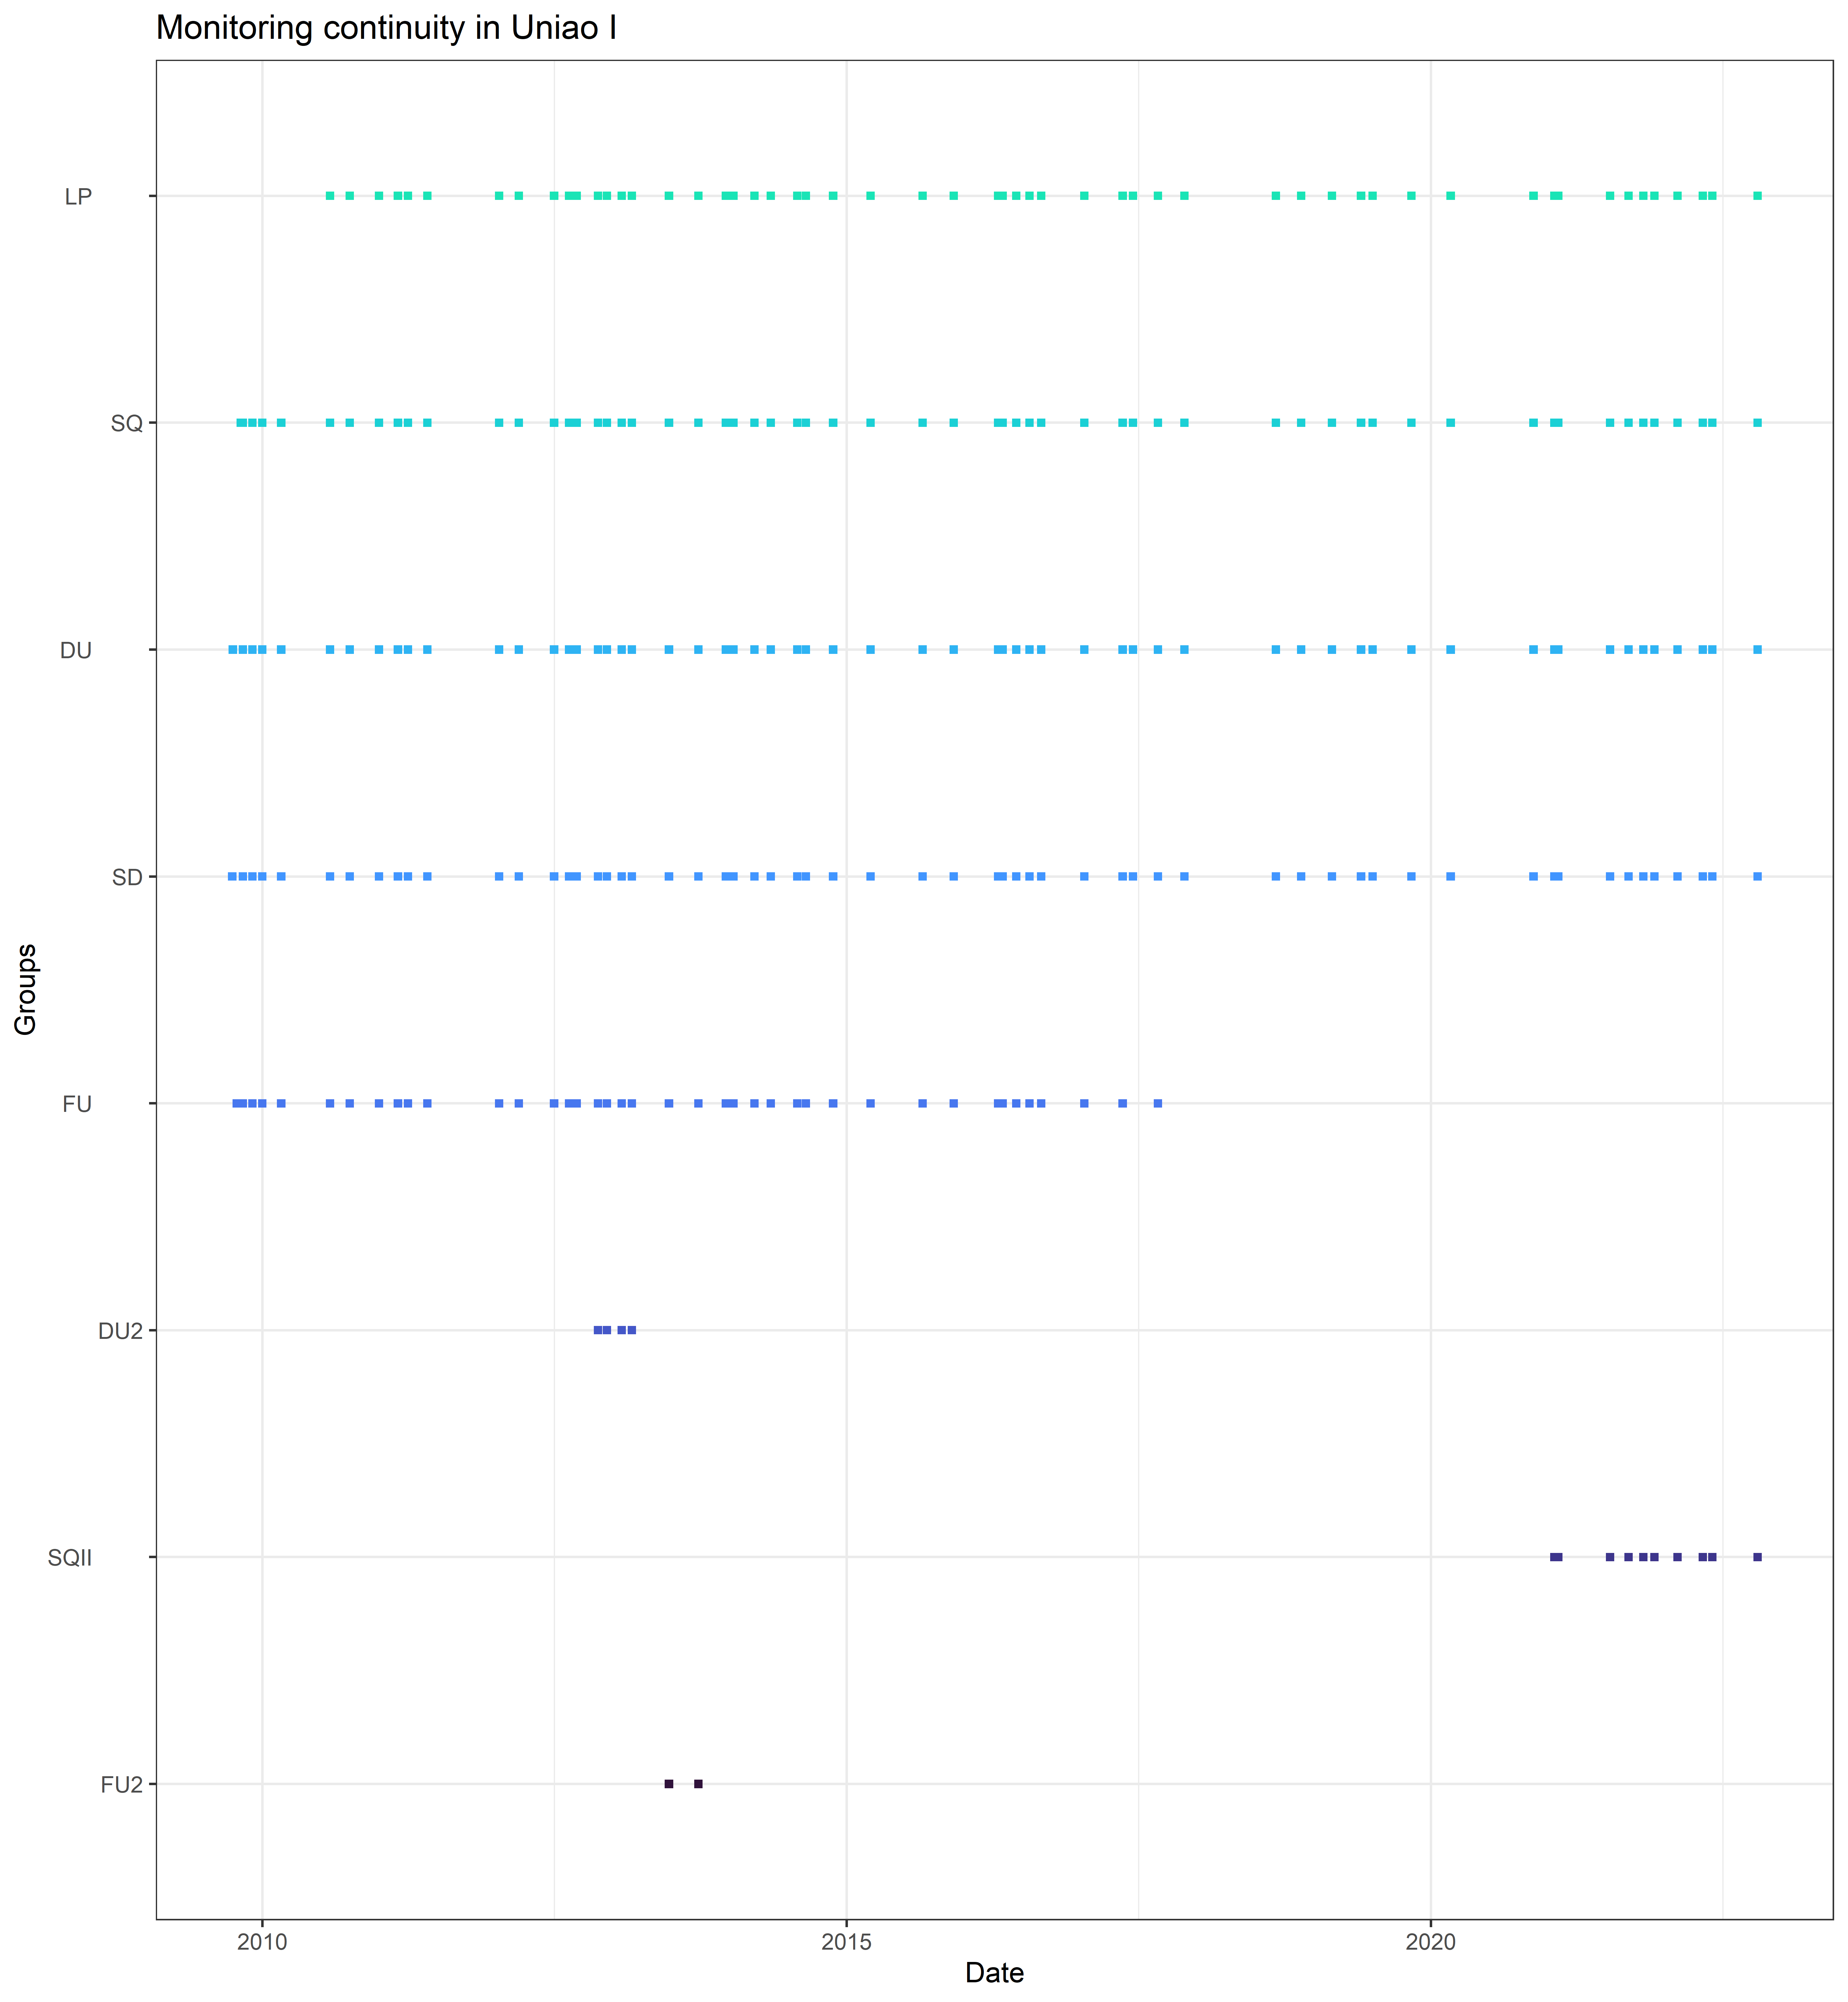 Monitoring continuity in Uniao I
LP
SQ
DU
SD
Groups
FU
DU2
SQII
FU2
2010
2015
2020
Date